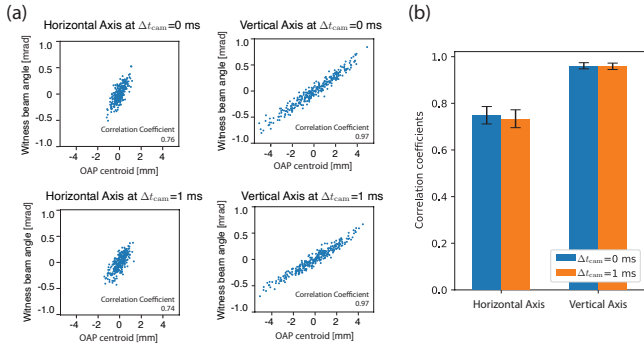 (a)
Horizontal Axis at Δt_cam=0 ms
Witness beam angle [mrad]
1.0
0.5
0
-0.5
-1.0
Correlation Coefficient
0.76
-4 -2 0 2 4
OAP centroid [mm]
Vertical Axis at Δt_cam=0 ms
Witness beam angle [mrad]
1.0
0.5
0
-0.5
-1.0
Correlation Coefficient
0.97
-4 -2 0 2 4
OAP centroid [mm]
Horizontal Axis at Δt_cam=1 ms
Witness beam angle [mrad]
1.0
0.5
0
-0.5
-1.0
Correlation Coefficient
0.74
-4 -2 0 2 4
OAP centroid [mm]
Vertical Axis at Δt_cam=1 ms
Witness beam angle [mrad]
1.0
0.5
0
-0.5
-1.0
Correlation Coefficient
0.97
-4 -2 0 2 4
OAP centroid [mm]
(b)
Correlation coefficients
1.0
0.8
0.6
0.4
0.2
0.0
Δt_cam=0 ms
Δt_cam=1 ms
Horizontal Axis Vertical Axis